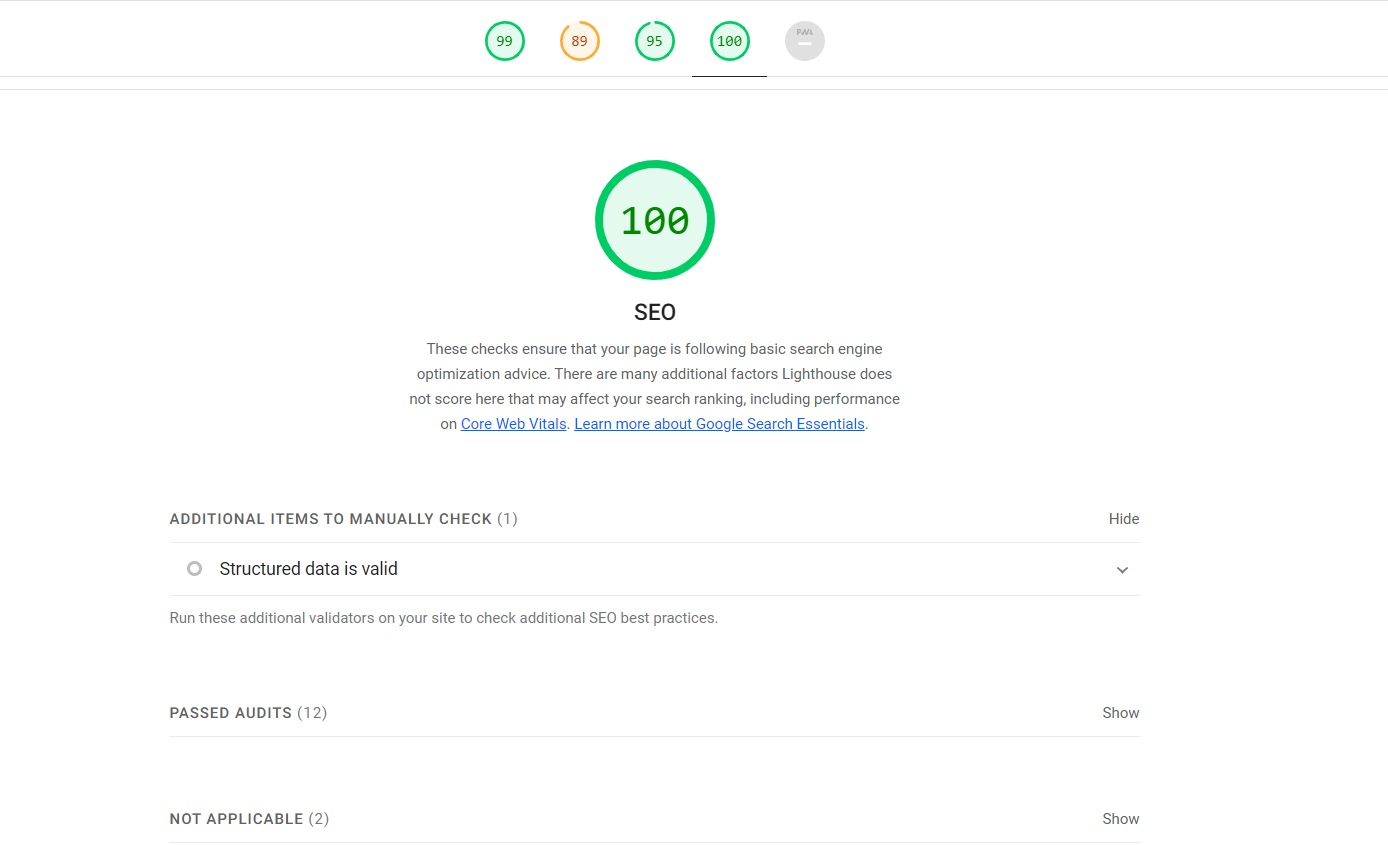 99 89 95 100 PWA
100
SEO
These checks ensure that your page is following basic search engine
optimization advice. There are many additional factors Lighthouse does
not score here that may affect your search ranking, including performance
on Core Web Vitals. Learn more about Google Search Essentials.
ADDITIONAL ITEMS TO MANUALLY CHECK (1) Hide
Structured data is valid
Run these additional validators on your site to check additional SEO best practices.
PASSED AUDITS (12) Show
NOT APPLICABLE (2) Show